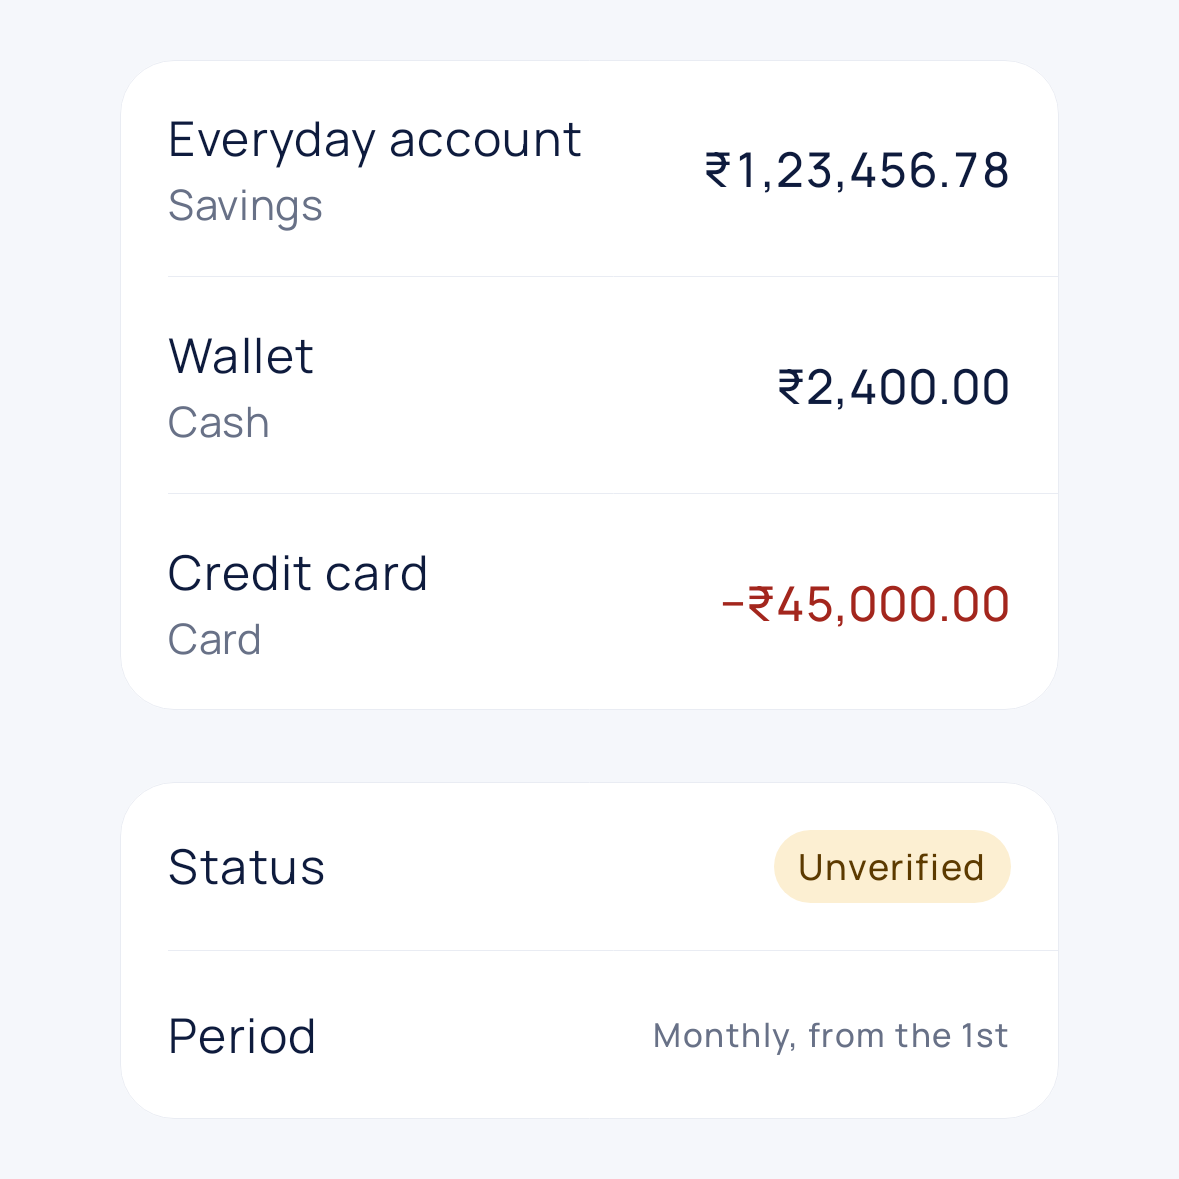 Everyday account
Savings
₹1,23,456.78
Wallet
Cash
₹2,400.00
Credit card
Card
−₹45,000.00
Status
Unverified
Period
Monthly, from the 1st